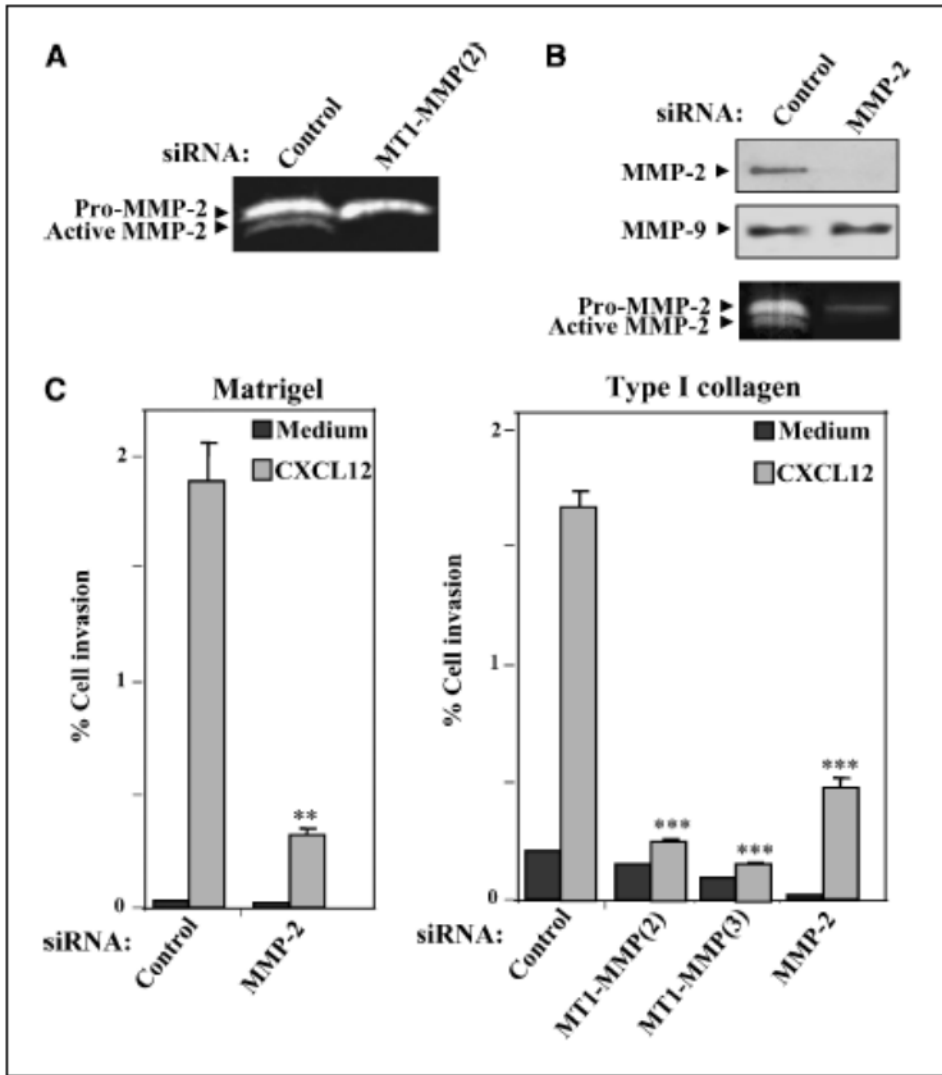 A
siRNA:
Control
MT1-MMP(2)
Pro-MMP-2
Active MMP-2
B
siRNA:
Control
MMP-2
MMP-2
MMP-9
Pro-MMP-2
Active MMP-2
C
Matrigel
Medium
CXCL12
% Cell invasion
2
1
0
**
siRNA:
Control
MMP-2
Type I collagen
Medium
CXCL12
% Cell invasion
2
1
0
***
***
***
siRNA:
Control
MT1-MMP(2)
MT1-MMP(3)
MMP-2